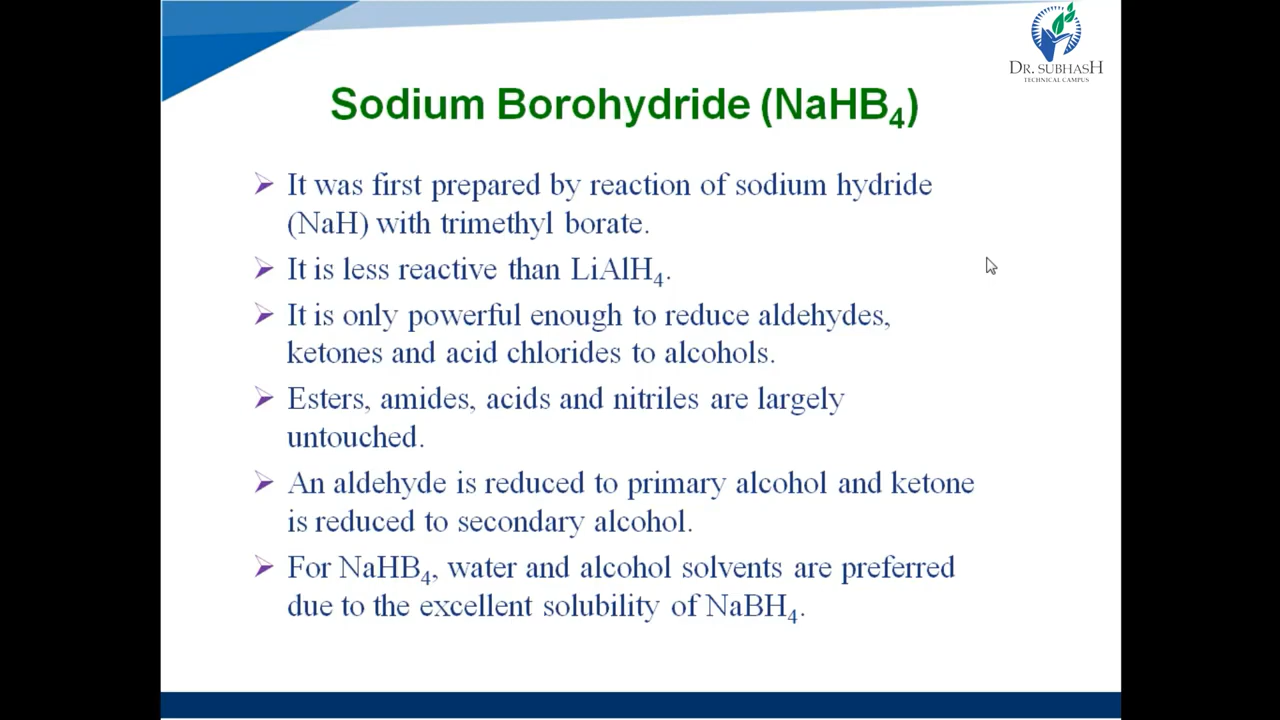 DR. SUBHASH
TECHNICAL CAMPUS
Sodium Borohydride (NaHB₄)
➢ It was first prepared by reaction of sodium hydride
(NaH) with trimethyl borate.
➢ It is less reactive than LiAlH₄.
➢ It is only powerful enough to reduce aldehydes,
ketones and acid chlorides to alcohols.
➢ Esters, amides, acids and nitriles are largely
untouched.
➢ An aldehyde is reduced to primary alcohol and ketone
is reduced to secondary alcohol.
➢ For NaHB₄, water and alcohol solvents are preferred
due to the excellent solubility of NaBH₄.